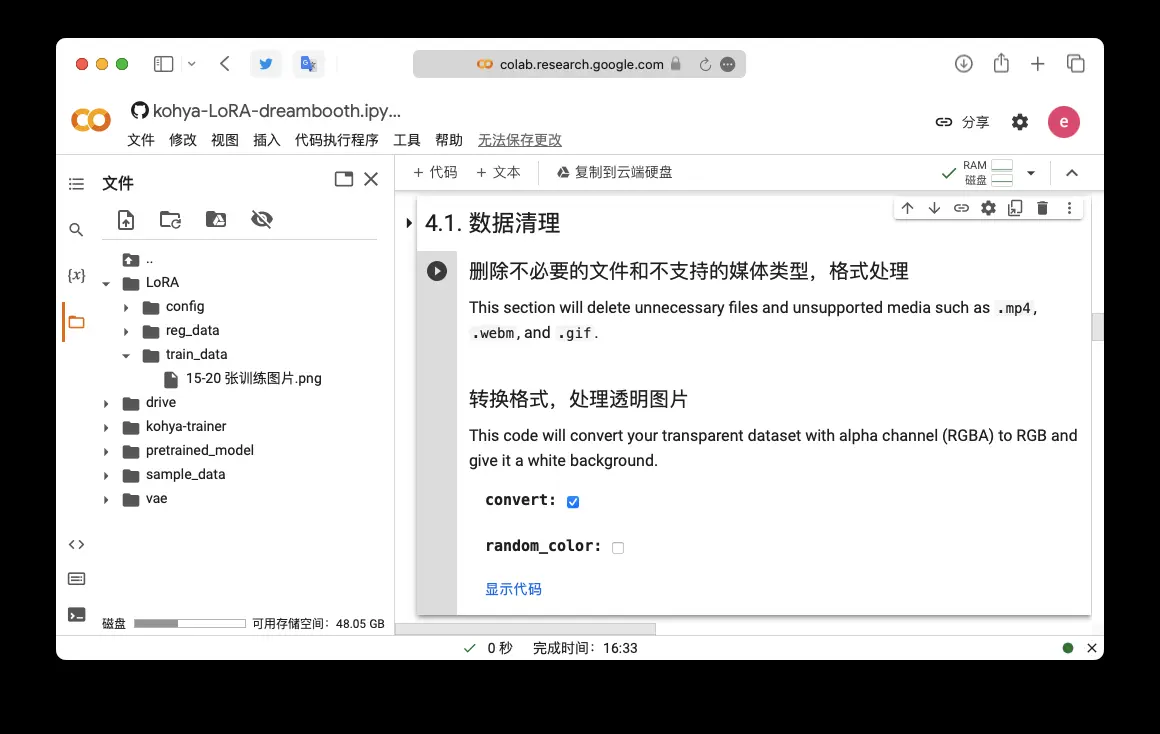 colab.research.google.com
kohya-LoRA-dreambooth.ipy...
文件 修改 视图 插入 代码执行程序 工具 帮助 无法保存更改
分享
e
文件
+ 代码 + 文本 复制到云端硬盘
RAM
磁盘
..
LoRA
config
reg_data
train_data
15-20 张训练图片.png
drive
kohya-trainer
pretrained_model
sample_data
vae
{x}
磁盘 可用存储空间：48.05 GB
4.1. 数据清理
删除不必要的文件和不支持的媒体类型，格式处理
This section will delete unnecessary files and unsupported media such as .mp4,
.webm, and .gif.
转换格式，处理透明图片
This code will convert your transparent dataset with alpha channel (RGBA) to RGB and
give it a white background.
convert:
random_color:
显示代码
0 秒 完成时间：16:33